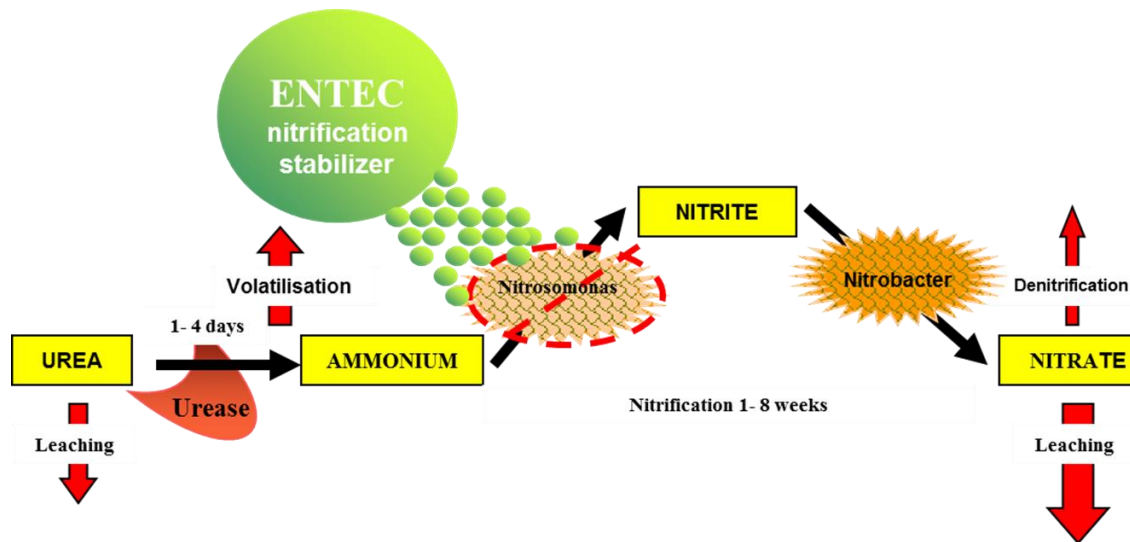 ENTEC
nitrification
stabilizer
NITRITE
Volatilisation
Nitrosomonas
Nitrobacter
Denitrification
1- 4 days
UREA
AMMONIUM
NITRATE
Urease
Nitrification 1- 8 weeks
Leaching
Leaching